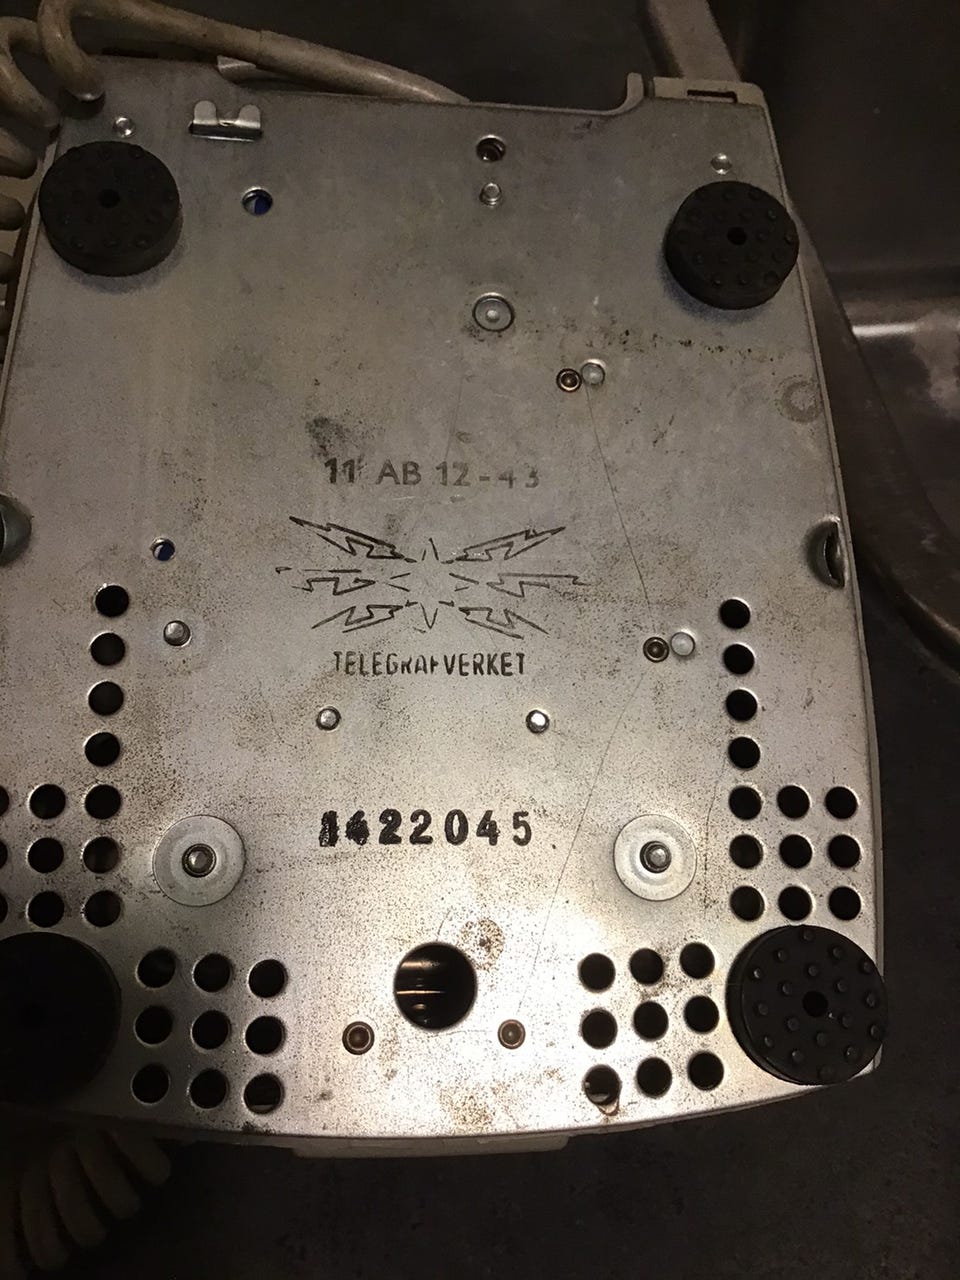 11 AB 12-43
TELEGRAFVERKET
1422045